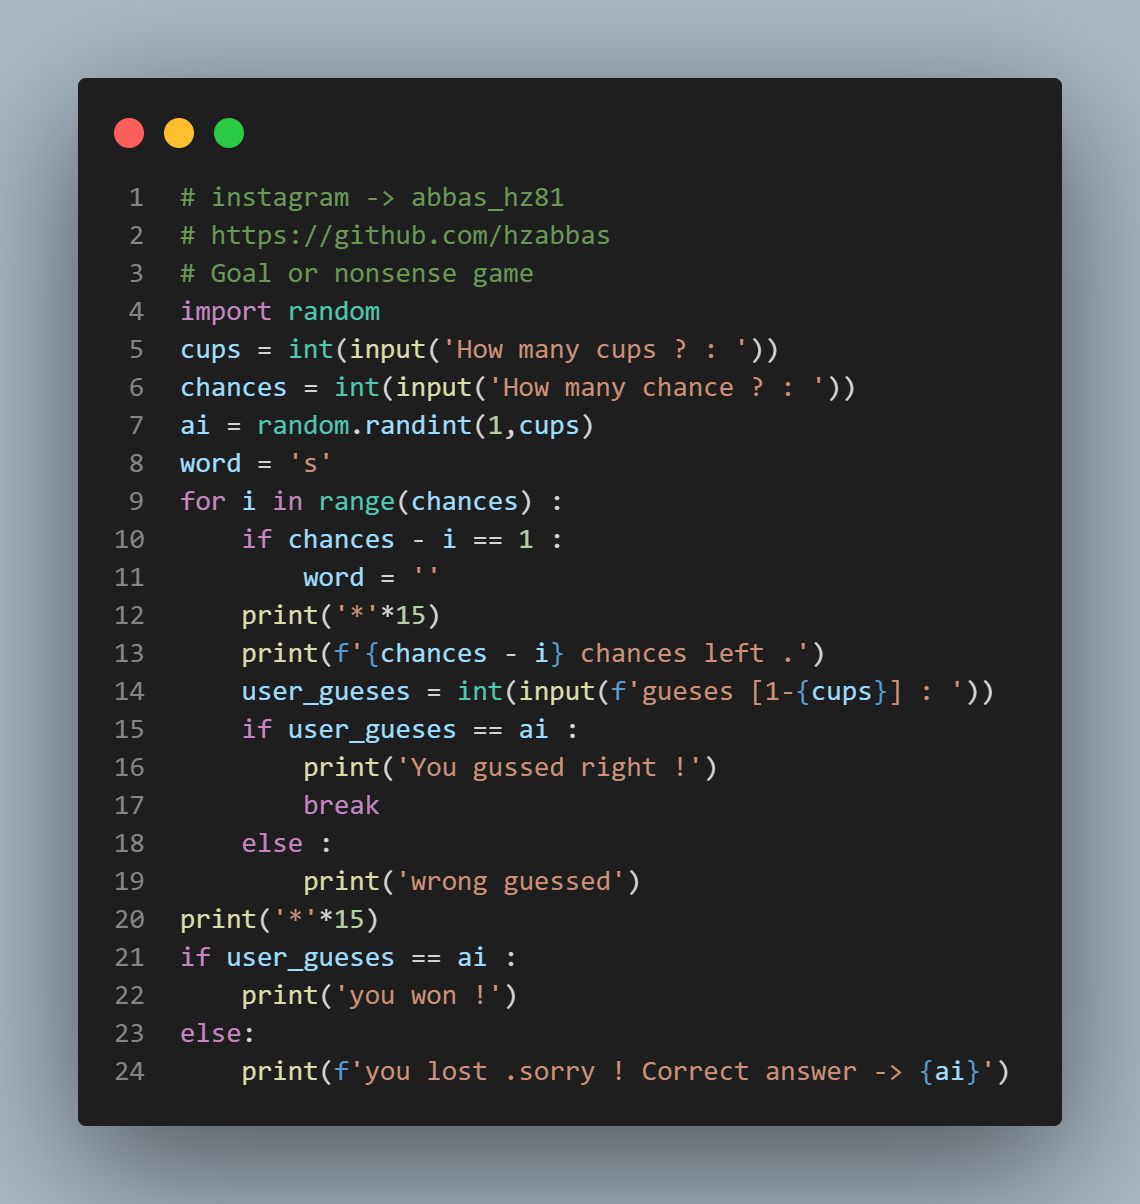 1 # instagram -> abbas_hz81
2 # https://github.com/hzabbas
3 # Goal or nonsense game
4 import random
5 cups = int(input('How many cups ? : '))
6 chances = int(input('How many chance ? : '))
7 ai = random.randint(1,cups)
8 word = 's'
9 for i in range(chances) :
10     if chances - i == 1 :
11         word = ''
12     print('*'*15)
13     print(f'{chances - i} chances left .')
14     user_gueses = int(input(f'gueses [1-{cups}] : '))
15     if user_gueses == ai :
16         print('You gussed right !')
17         break
18     else :
19         print('wrong guessed')
20 print('*'*15)
21 if user_gueses == ai :
22     print('you won !')
23 else:
24     print(f'you lost .sorry ! Correct answer -> {ai}')